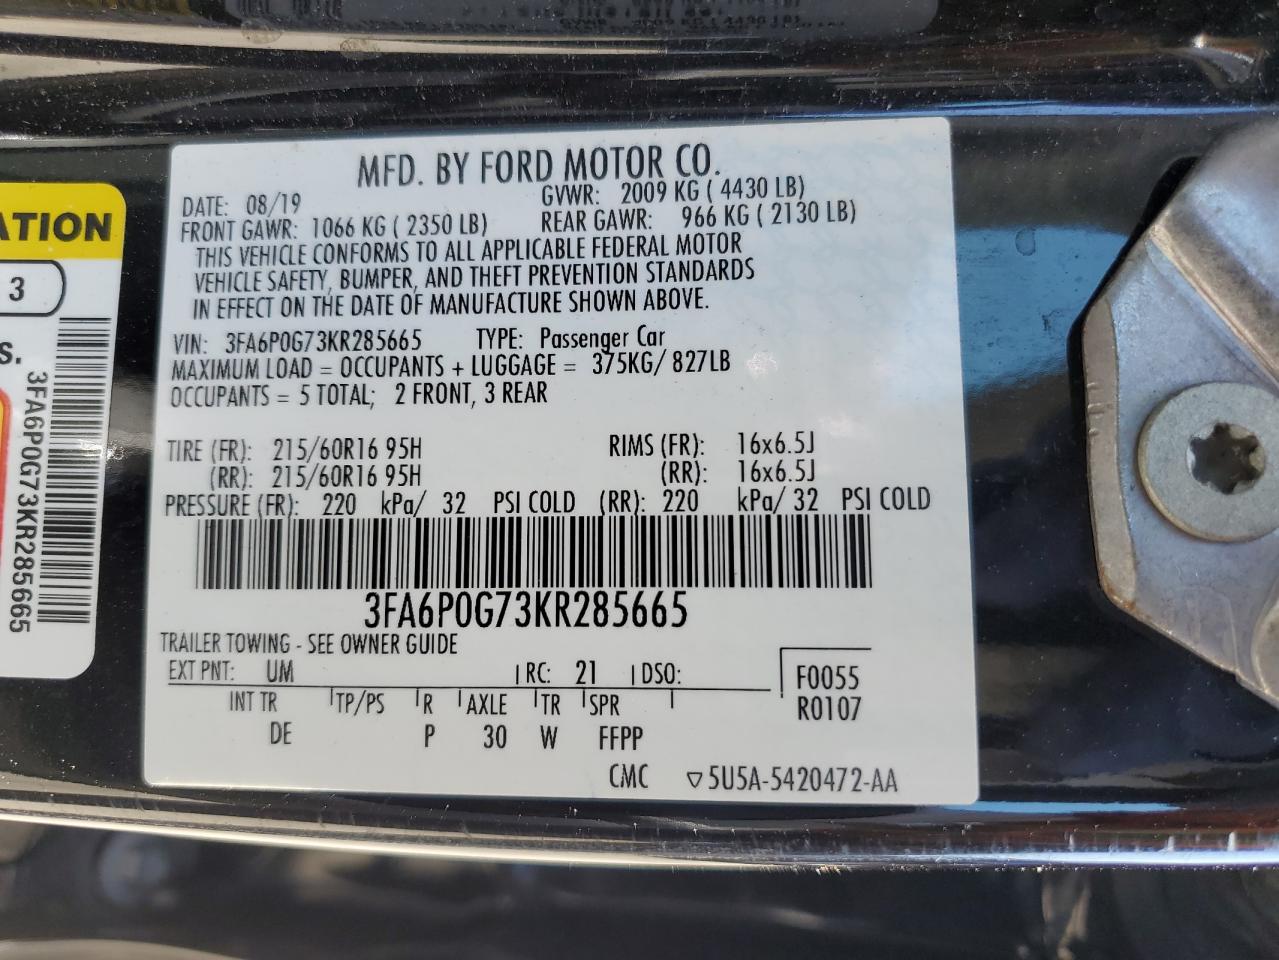 GVWR: 2009 KG (4430 LB)
ATION
3
S.
3FA6P0G73KR285665
MFD. BY FORD MOTOR CO.
DATE: 08/19 GVWR: 2009 KG ( 4430 LB)
FRONT GAWR: 1066 KG ( 2350 LB) REAR GAWR: 966 KG ( 2130 LB)
THIS VEHICLE CONFORMS TO ALL APPLICABLE FEDERAL MOTOR
VEHICLE SAFETY, BUMPER, AND THEFT PREVENTION STANDARDS
IN EFFECT ON THE DATE OF MANUFACTURE SHOWN ABOVE.
VIN: 3FA6P0G73KR285665 TYPE: Passenger Car
MAXIMUM LOAD = OCCUPANTS + LUGGAGE = 375KG/ 827LB
OCCUPANTS = 5 TOTAL; 2 FRONT, 3 REAR
TIRE (FR): 215/60R16 95H RIMS (FR): 16x6.5J
(RR): 215/60R16 95H (RR): 16x6.5J
PRESSURE (FR): 220 kPa/ 32 PSI COLD (RR): 220 kPa/ 32 PSI COLD
3FA6P0G73KR285665
TRAILER TOWING - SEE OWNER GUIDE
EXT PNT: UM RC: 21 DSO: F0055
INT TR TP/PS R AXLE TR SPR R0107
DE P 30 W FFPP
CMC ▽5U5A-5420472-AA